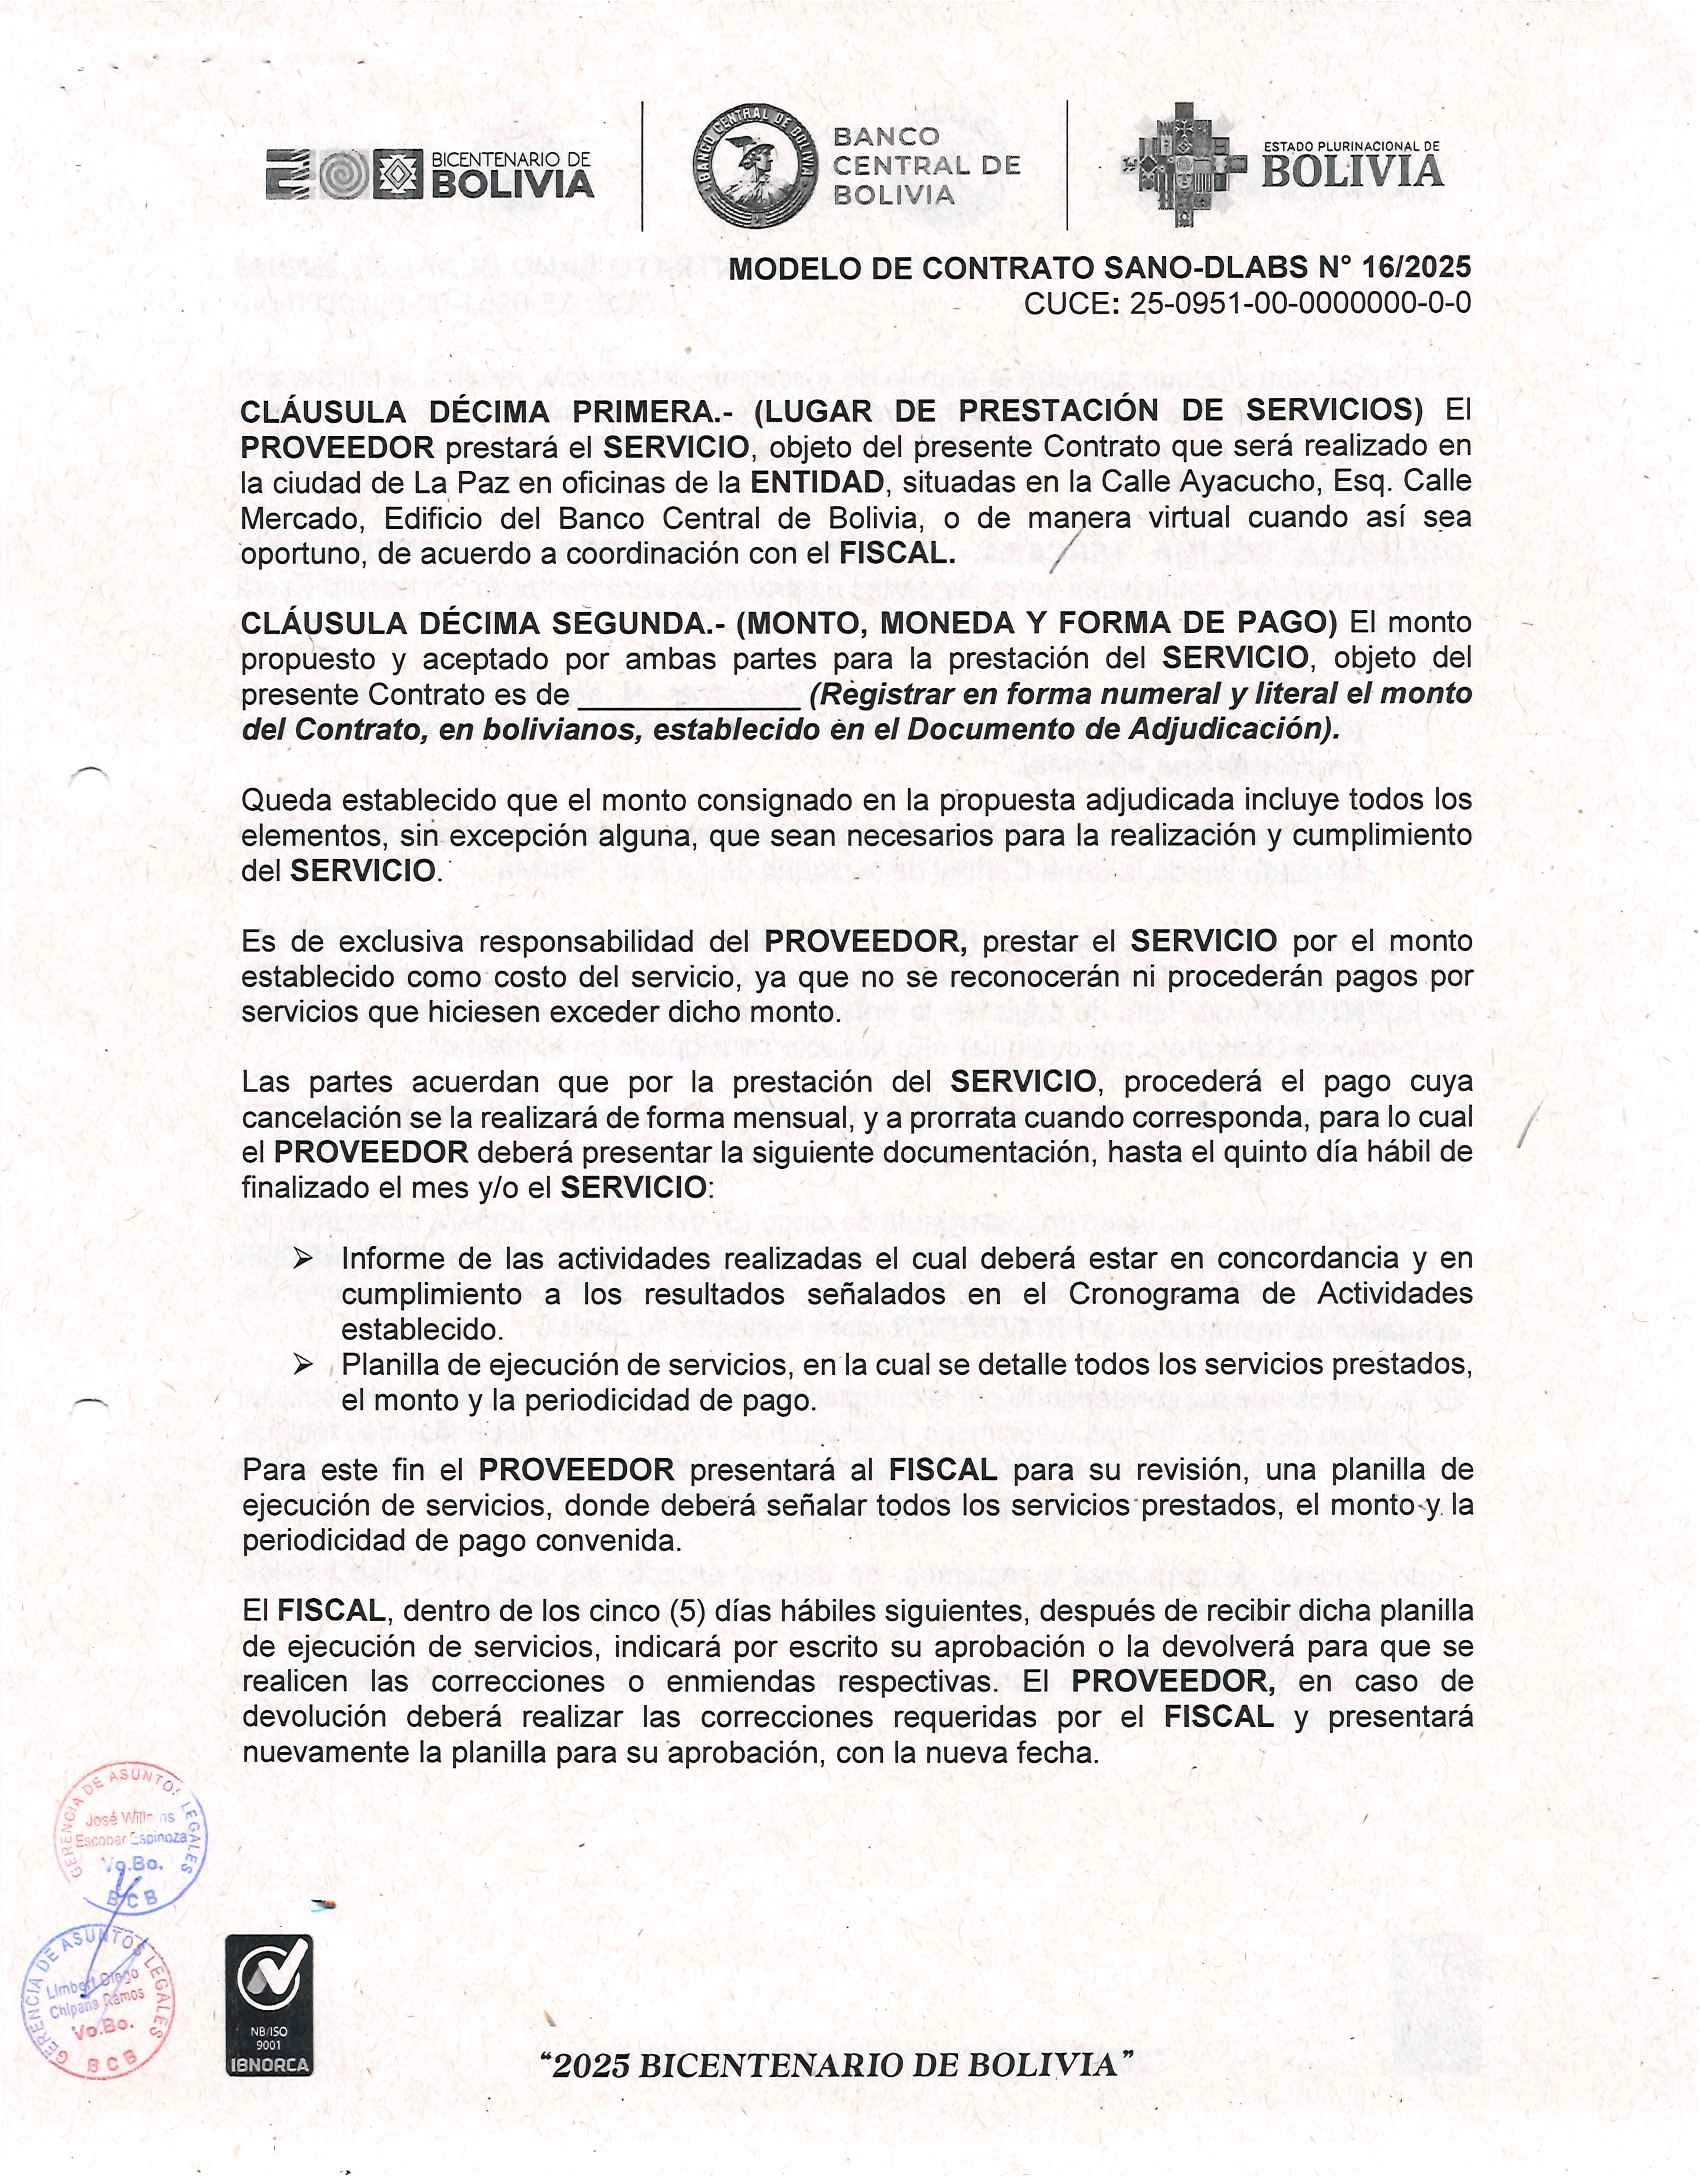 BICENTENARIO DE
BOLIVIA
BANCO CENTRAL DE BOLIVIA
BANCO
CENTRAL DE
BOLIVIA
ESTADO PLURINACIONAL DE
BOLIVIA
MODELO DE CONTRATO SANO-DLABS N° 16/2025
CUCE: 25-0951-00-0000000-0-0
CLÁUSULA DÉCIMA PRIMERA.- (LUGAR DE PRESTACIÓN DE SERVICIOS) El
PROVEEDOR prestará el SERVICIO, objeto del presente Contrato que será realizado en
la ciudad de La Paz en oficinas de la ENTIDAD, situadas en la Calle Ayacucho, Esq. Calle
Mercado, Edificio del Banco Central de Bolivia, o de manera virtual cuando así sea
oportuno, de acuerdo a coordinación con el FISCAL.
CLÁUSULA DÉCIMA SEGUNDA.- (MONTO, MONEDA Y FORMA DE PAGO) El monto
propuesto y aceptado por ambas partes para la prestación del SERVICIO, objeto del
presente Contrato es de _____________ (Registrar en forma numeral y literal el monto
del Contrato, en bolivianos, establecido en el Documento de Adjudicación).
Queda establecido que el monto consignado en la propuesta adjudicada incluye todos los
elementos, sin excepción alguna, que sean necesarios para la realización y cumplimiento
del SERVICIO.
Es de exclusiva responsabilidad del PROVEEDOR, prestar el SERVICIO por el monto
establecido como costo del servicio, ya que no se reconocerán ni procederán pagos por
servicios que hiciesen exceder dicho monto.
Las partes acuerdan que por la prestación del SERVICIO, procederá el pago cuya
cancelación se la realizará de forma mensual, y a prorrata cuando corresponda, para lo cual
el PROVEEDOR deberá presentar la siguiente documentación, hasta el quinto día hábil de
finalizado el mes y/o el SERVICIO:
➢ Informe de las actividades realizadas el cual deberá estar en concordancia y en
cumplimiento a los resultados señalados en el Cronograma de Actividades
establecido.
➢ Planilla de ejecución de servicios, en la cual se detalle todos los servicios prestados,
el monto y la periodicidad de pago.
Para este fin el PROVEEDOR presentará al FISCAL para su revisión, una planilla de
ejecución de servicios, donde deberá señalar todos los servicios prestados, el monto y la
periodicidad de pago convenida.
El FISCAL, dentro de los cinco (5) días hábiles siguientes, después de recibir dicha planilla
de ejecución de servicios, indicará por escrito su aprobación o la devolverá para que se
realicen las correcciones o enmiendas respectivas. El PROVEEDOR, en caso de
devolución deberá realizar las correcciones requeridas por el FISCAL y presentará
nuevamente la planilla para su aprobación, con la nueva fecha.
GERENCIA DE ASUNTOS LEGALES
José
Escobar Espinoza
Vo.Bo.
BCB
GERENCIA DE ASUNTOS LEGALES
Chipana Ramos
Vo.Bo.
BCB
NB/ISO
9001
IBNORCA
“2025 BICENTENARIO DE BOLIVIA”